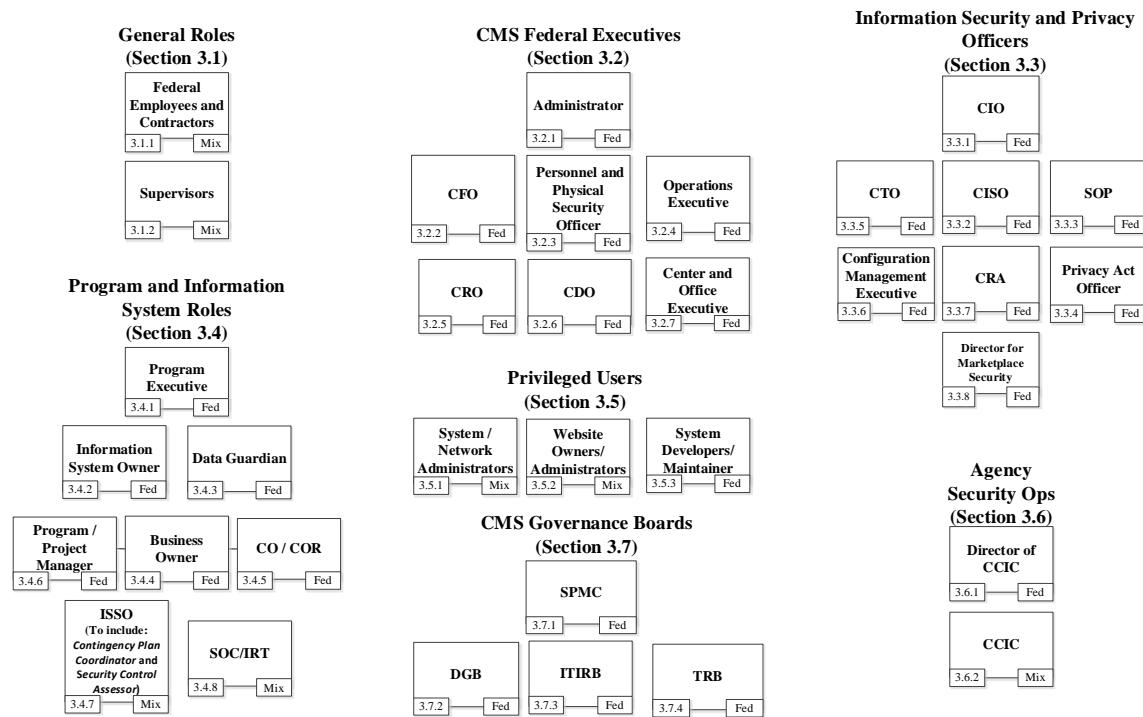 General Roles
(Section 3.1)
Federal
Employees and
Contractors
3.1.1 Mix
Supervisors
3.1.2 Mix
CMS Federal Executives
(Section 3.2)
Administrator
3.2.1 Fed
CFO
3.2.2 Fed
Personnel and
Physical
Security
Officer
3.2.3 Fed
Operations
Executive
3.2.4 Fed
CRO
3.2.5 Fed
CDO
3.2.6 Fed
Center and
Office
Executive
3.2.7 Fed
Information Security and Privacy
Officers
(Section 3.3)
CIO
3.3.1 Fed
CTO
3.3.5 Fed
CISO
3.3.2 Fed
SOP
3.3.3 Fed
Configuration
Management
Executive
3.3.6 Fed
CRA
3.3.7 Fed
Privacy Act
Officer
3.3.4 Fed
Director for
Marketplace
Security
3.3.8 Fed
Program and Information
System Roles
(Section 3.4)
Program
Executive
3.4.1 Fed
Information
System Owner
3.4.2 Fed
Data Guardian
3.4.3 Fed
Program /
Project
Manager
3.4.6 Fed
Business
Owner
3.4.4 Fed
CO / COR
3.4.5 Fed
ISSO
(To include:
Contingency Plan
Coordinator and
Security Control
Assessor)
3.4.7 Mix
SOC/IRT
3.4.8 Mix
Privileged Users
(Section 3.5)
System /
Network
Administrators
3.5.1 Mix
Website
Owners/
Administrators
3.5.2 Mix
System
Developers/
Maintainer
3.5.3 Fed
CMS Governance Boards
(Section 3.7)
SPMC
3.7.1 Fed
DGB
3.7.2 Fed
ITIRB
3.7.3 Fed
TRB
3.7.4 Fed
Agency
Security Ops
(Section 3.6)
Director of
CCIC
3.6.1 Fed
CCIC
3.6.2 Mix